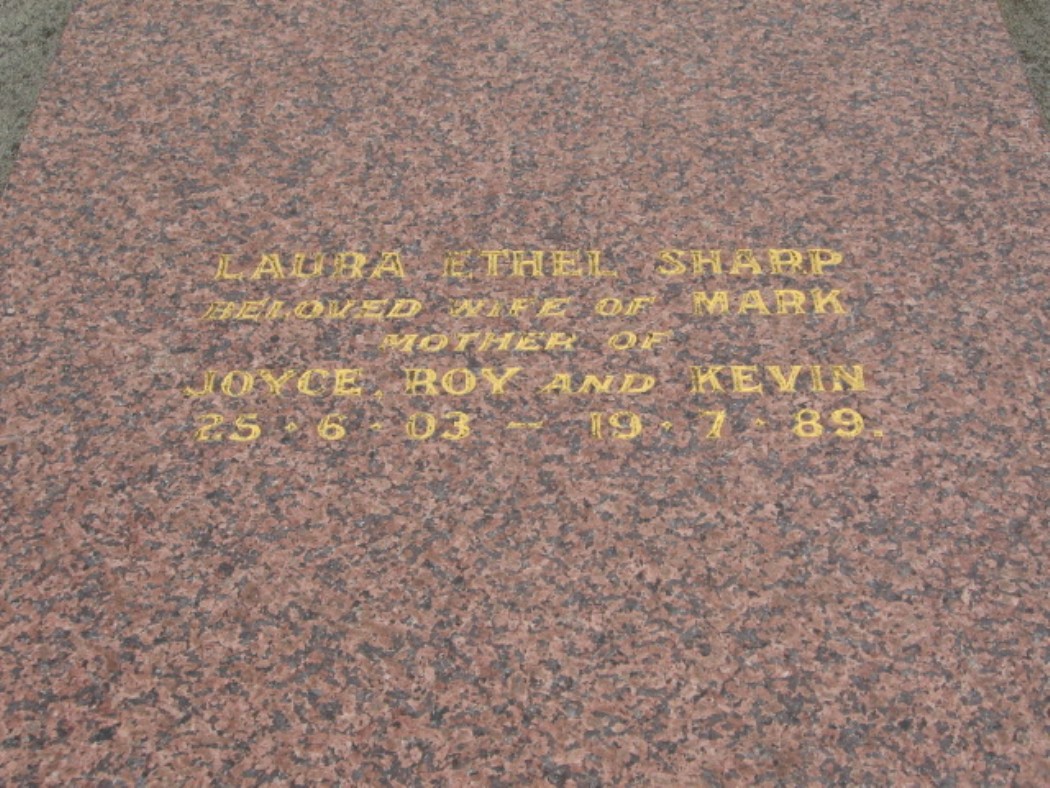 LAURA ETHEL SHARP
BELOVED WIFE OF MARK
MOTHER OF
JOYCE, ROY AND KEVIN
25·6·03 – 19·7·89.